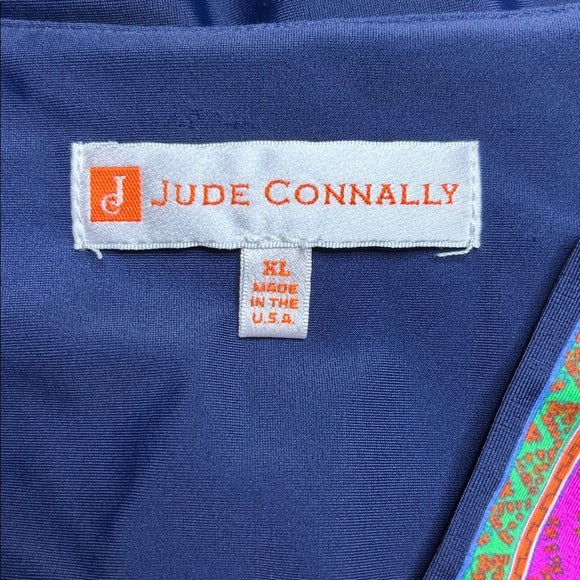 J JUDE CONNALLY
XL
MADE
IN THE
U.S.A.